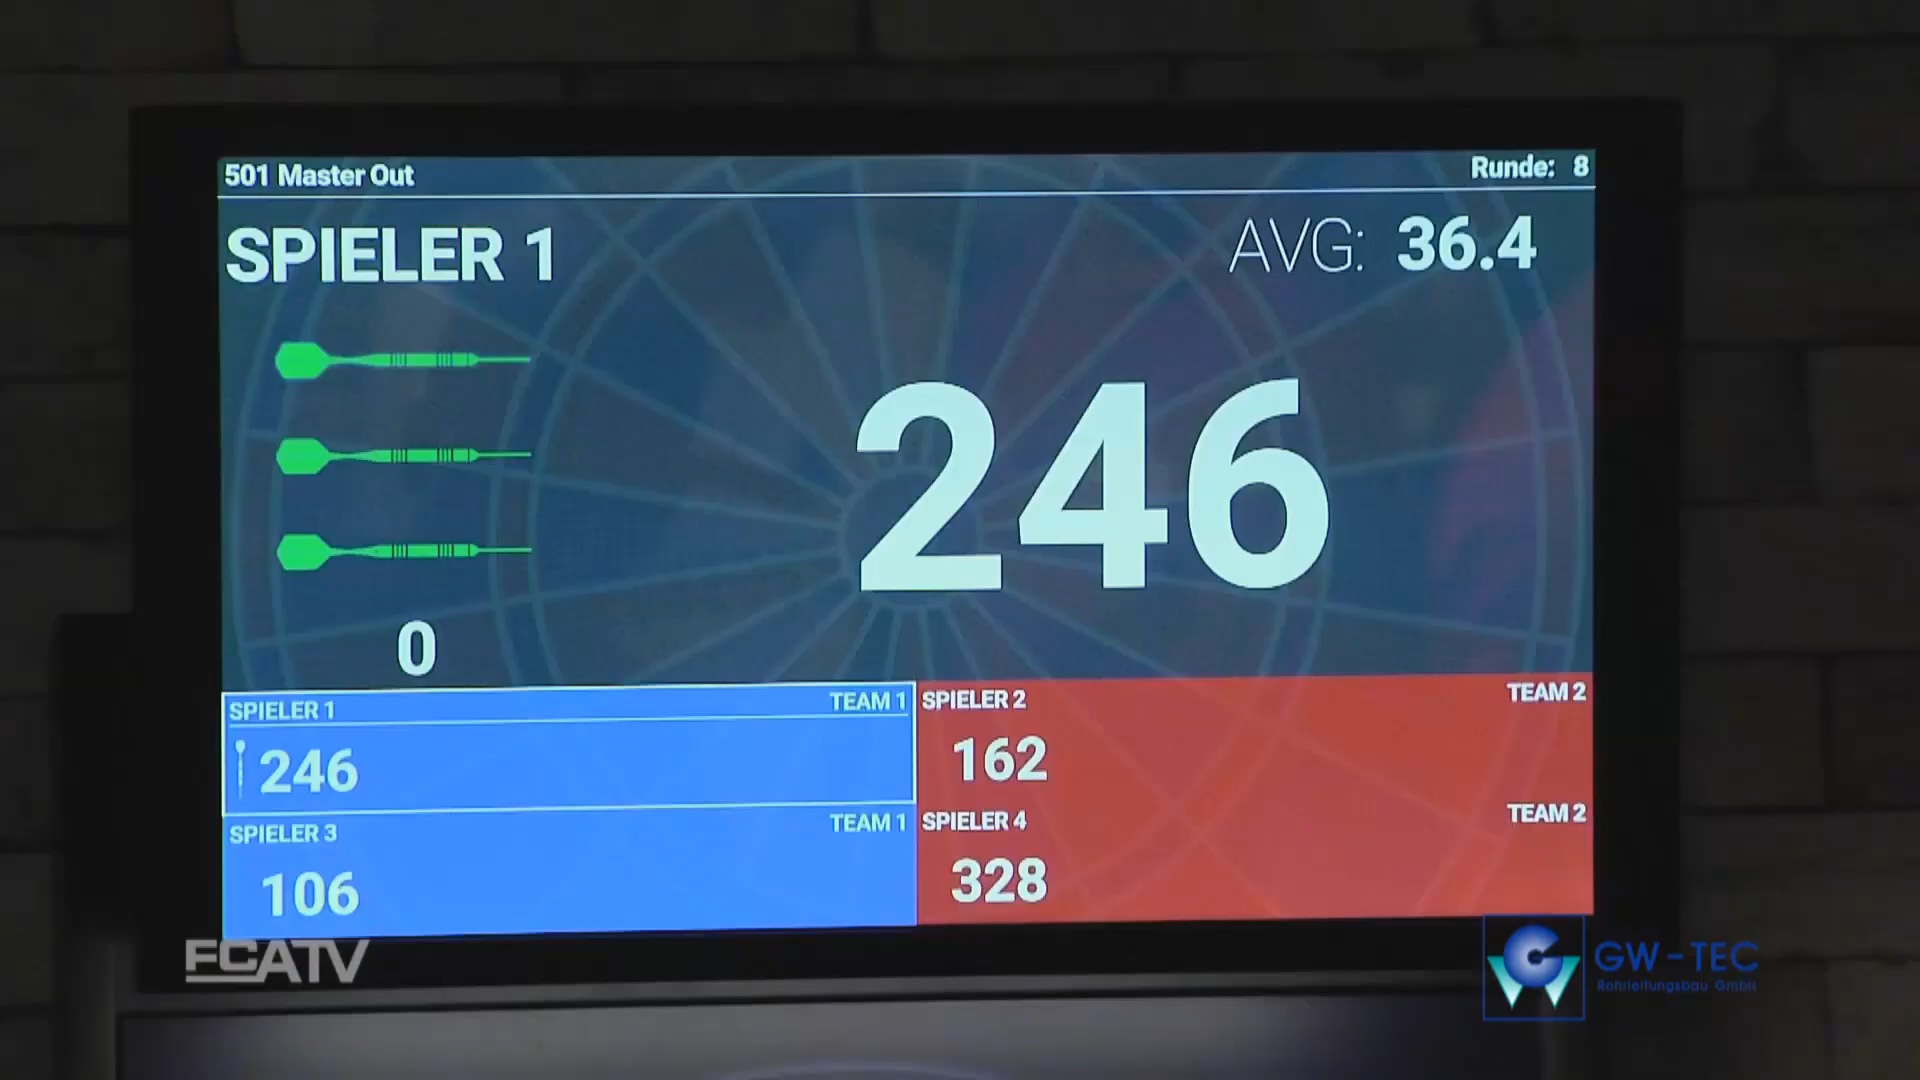 501 Master Out
Runde: 8
SPIELER 1
AVG: 36.4
246
0
SPIELER 1 TEAM 1
246
SPIELER 2 TEAM 2
162
SPIELER 3 TEAM 1
106
SPIELER 4 TEAM 2
328
FCATV
GW-TEC
Rohrleitungsbau GmbH